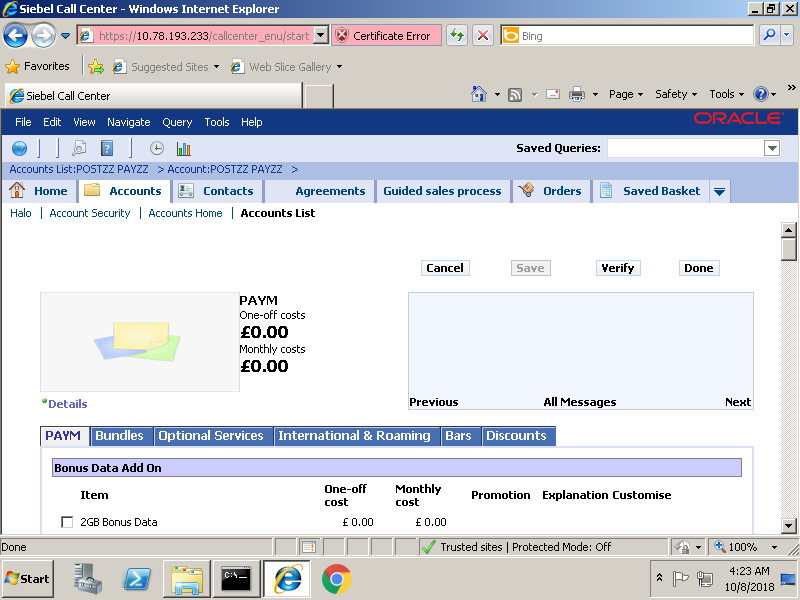 Siebel Call Center - Windows Internet Explorer
https://10.78.193.233/callcenter_enu/start
Certificate Error
Bing
Favorites
Suggested Sites
Web Slice Gallery
Siebel Call Center
Page
Safety
Tools
»
File Edit View Navigate Query Tools Help
ORACLE
Saved Queries:
Accounts List:POSTZZ PAYZZ > Account:POSTZZ PAYZZ >
Home
Accounts
Contacts
Agreements
Guided sales process
Orders
Saved Basket
Halo | Account Security | Accounts Home | Accounts List
Cancel
Save
Verify
Done
PAYM
One-off costs
£0.00
Monthly costs
£0.00
Details
Previous
All Messages
Next
PAYM
Bundles
Optional Services
International & Roaming
Bars
Discounts
Bonus Data Add On
Item
One-off cost
Monthly cost
Promotion
Explanation
Customise
2GB Bonus Data
£ 0.00
£ 0.00
Done
Trusted sites | Protected Mode: Off
100%
Start
C:\
4:23 AM
10/8/2018